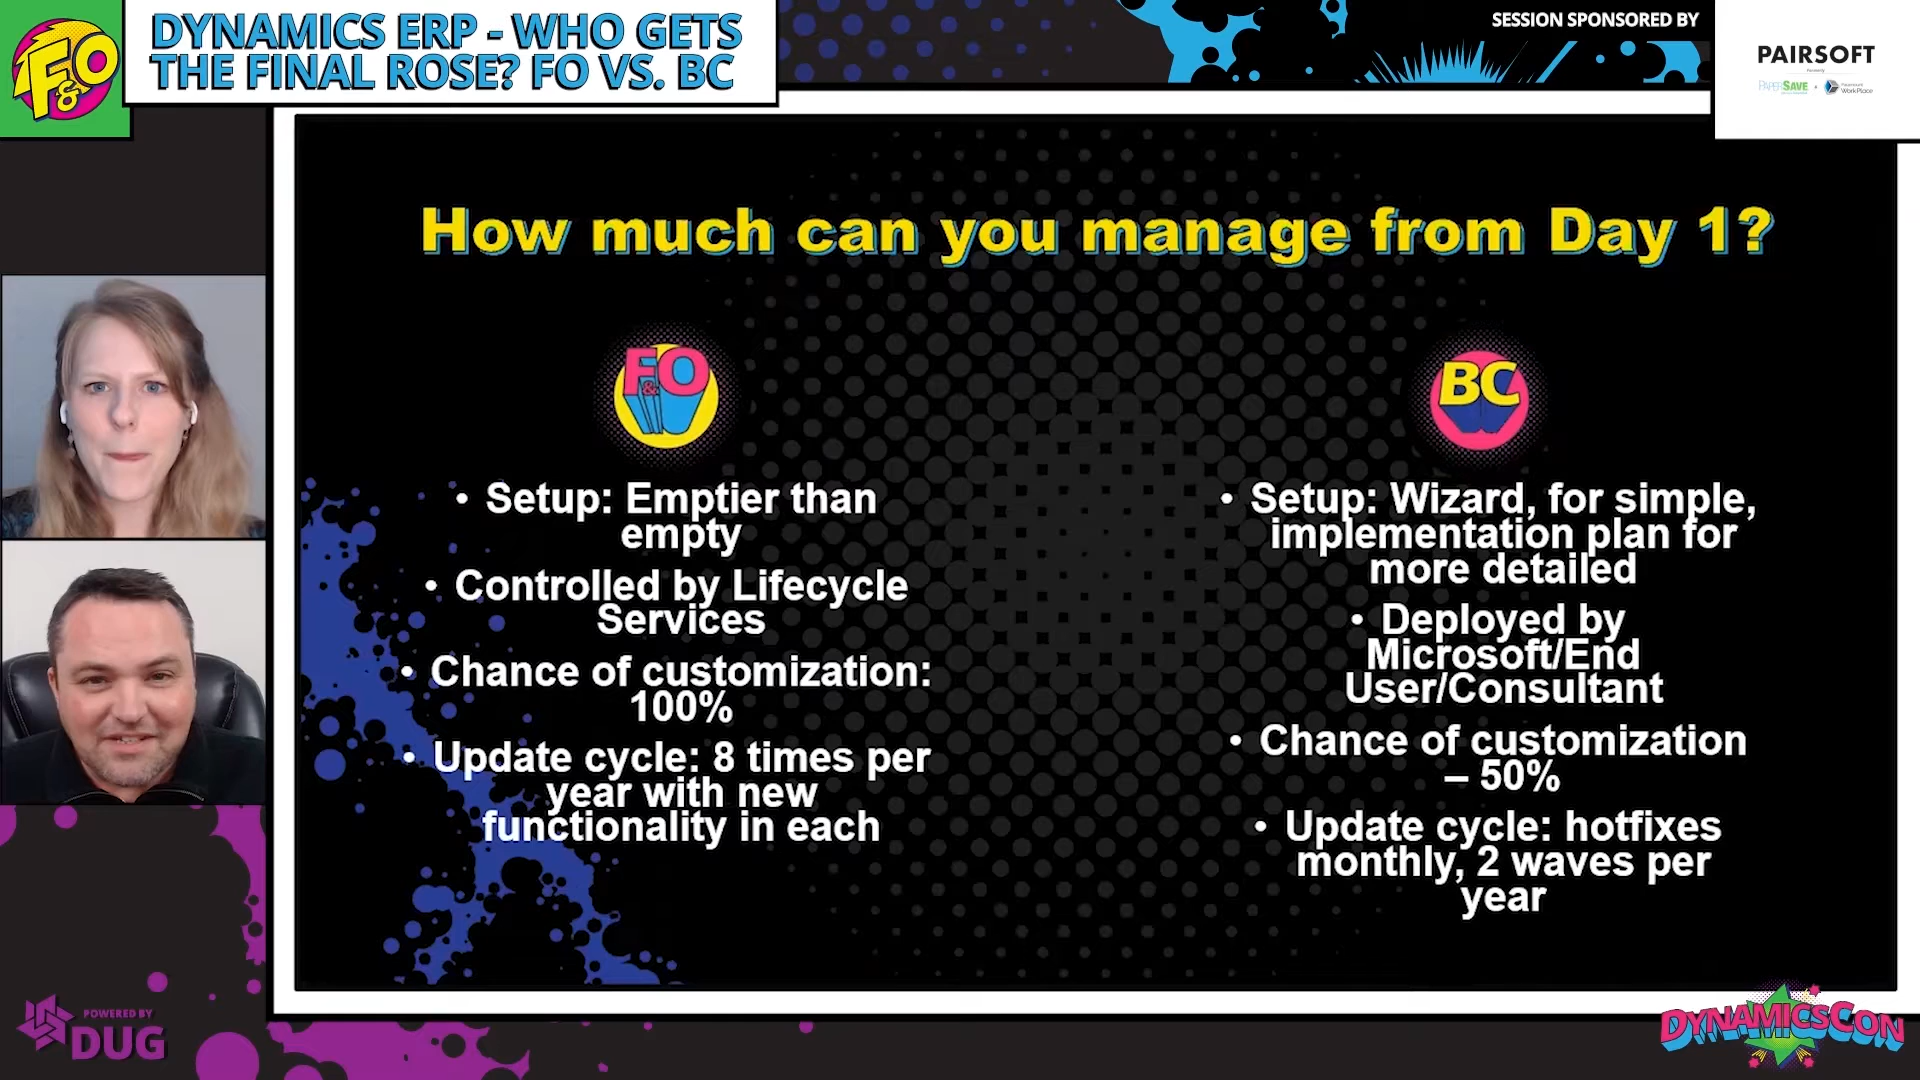 F&O
DYNAMICS ERP - WHO GETS
THE FINAL ROSE? FO VS. BC
SESSION SPONSORED BY
PAIRSOFT
Formerly
PAPERSAVE
WorkPlace
How much can you manage from Day 1?
F&O
• Setup: Emptier than
empty
• Controlled by Lifecycle
Services
• Chance of customization:
100%
• Update cycle: 8 times per
year with new
functionality in each
BC
• Setup: Wizard, for simple,
implementation plan for
more detailed
• Deployed by
Microsoft/End
User/Consultant
• Chance of customization
– 50%
• Update cycle: hotfixes
monthly, 2 waves per
year
POWERED BY
DUG
DYNAMICSCON